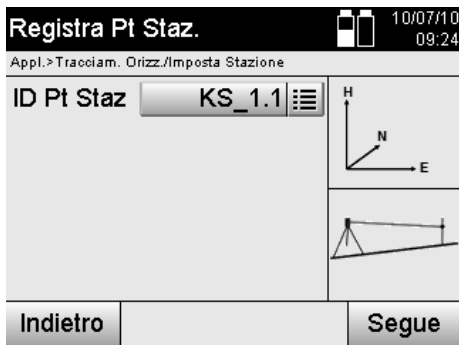 Registra Pt Staz.
10/07/10
09:24
Appl.>Tracciam. Orizz./Imposta Stazione
ID Pt Staz
KS_1.1
H
N
E
Indietro
Segue